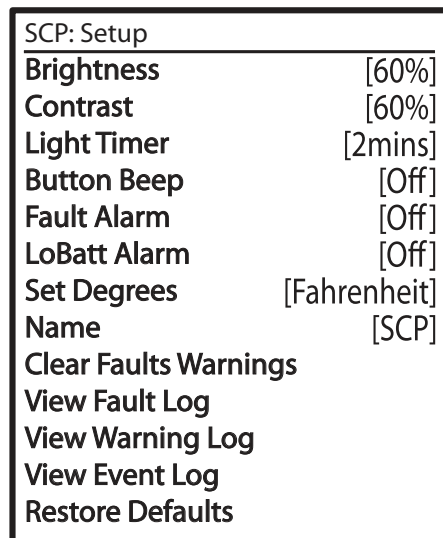 SCP: Setup
Brightness [60%]
Contrast [60%]
Light Timer [2mins]
Button Beep [Off]
Fault Alarm [Off]
LoBatt Alarm [Off]
Set Degrees [Fahrenheit]
Name [SCP]
Clear Faults Warnings
View Fault Log
View Warning Log
View Event Log
Restore Defaults